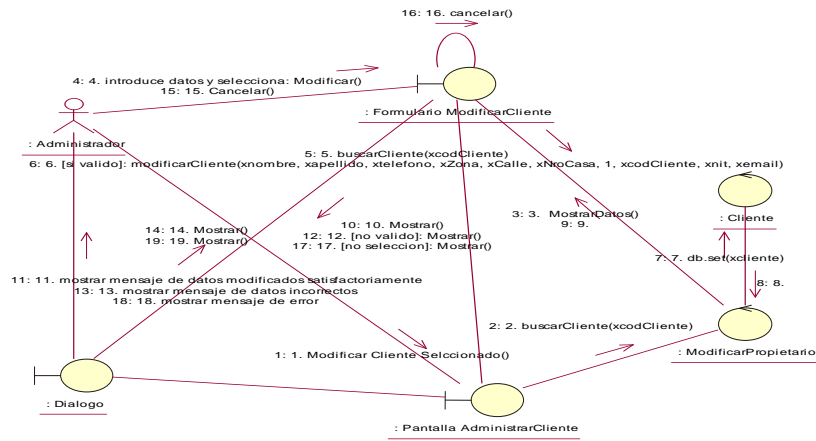 16: 16. cancelar()
4: 4. introduce datos y selecciona: Modificar()
15: 15. Cancelar()
: Formulario ModificarCliente
: Administrador
5: 5. buscarCliente(xcodCliente)
6: 6. [si valido]: modificarCliente(xnombre, xapellido, xtelefono, xZona, xCalle, xNroCasa, 1, xcodCliente, xnit, xemail)
3: 3. MostrarDatos()
9: 9.
: Cliente
14: 14. Mostrar()
19: 19. Mostrar()
10: 10. Mostrar()
12: 12. [no valido]: Mostrar()
17: 17. [no seleccion]: Mostrar()
7: 7. db.set(xcliente)
8: 8.
11: 11. mostrar mensaje de datos modificados satisfactoriamente
13: 13. mostrar mensaje de datos incorrectos
18: 18. mostrar mensaje de error
2: 2. buscarCliente(xcodCliente)
1: 1. Modificar Cliente Selccionado()
: ModificarPropietario
: Dialogo
: Pantalla AdministrarCliente